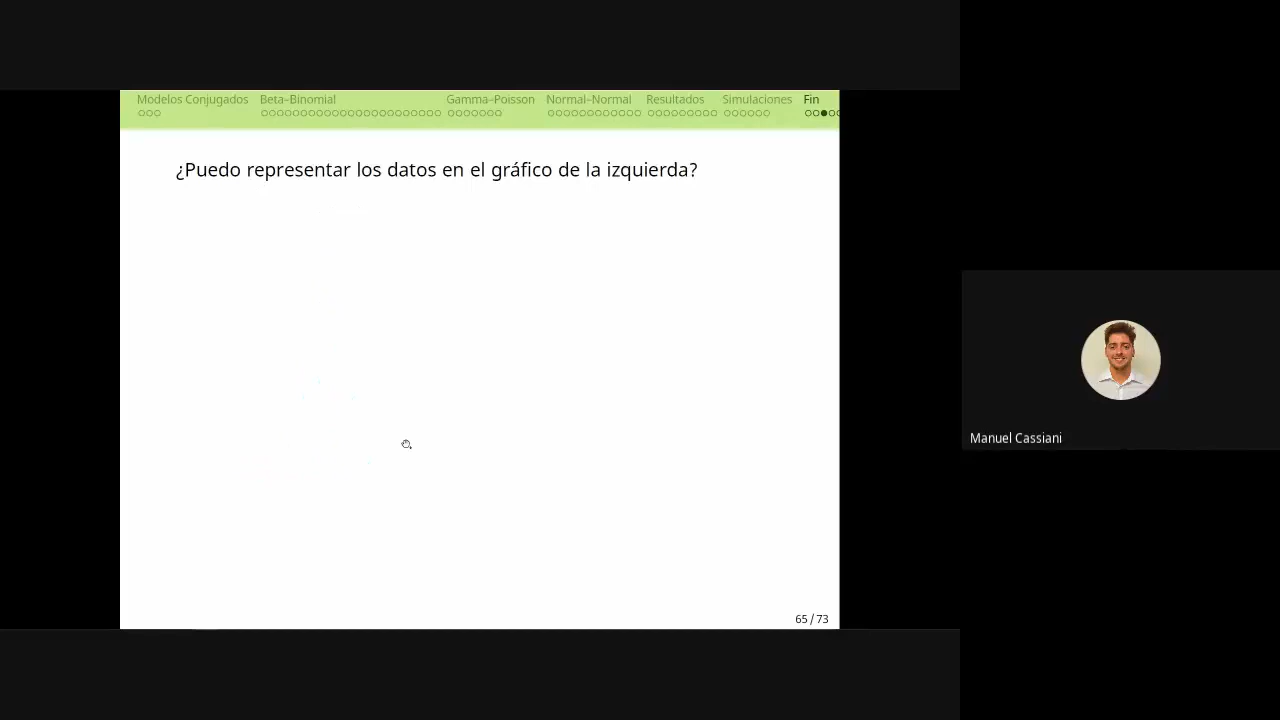 Modelos Conjugados Beta–Binomial Gamma–Poisson Normal–Normal Resultados Simulaciones Fin
¿Puedo representar los datos en el gráfico de la izquierda?
Manuel Cassiani
65 / 73